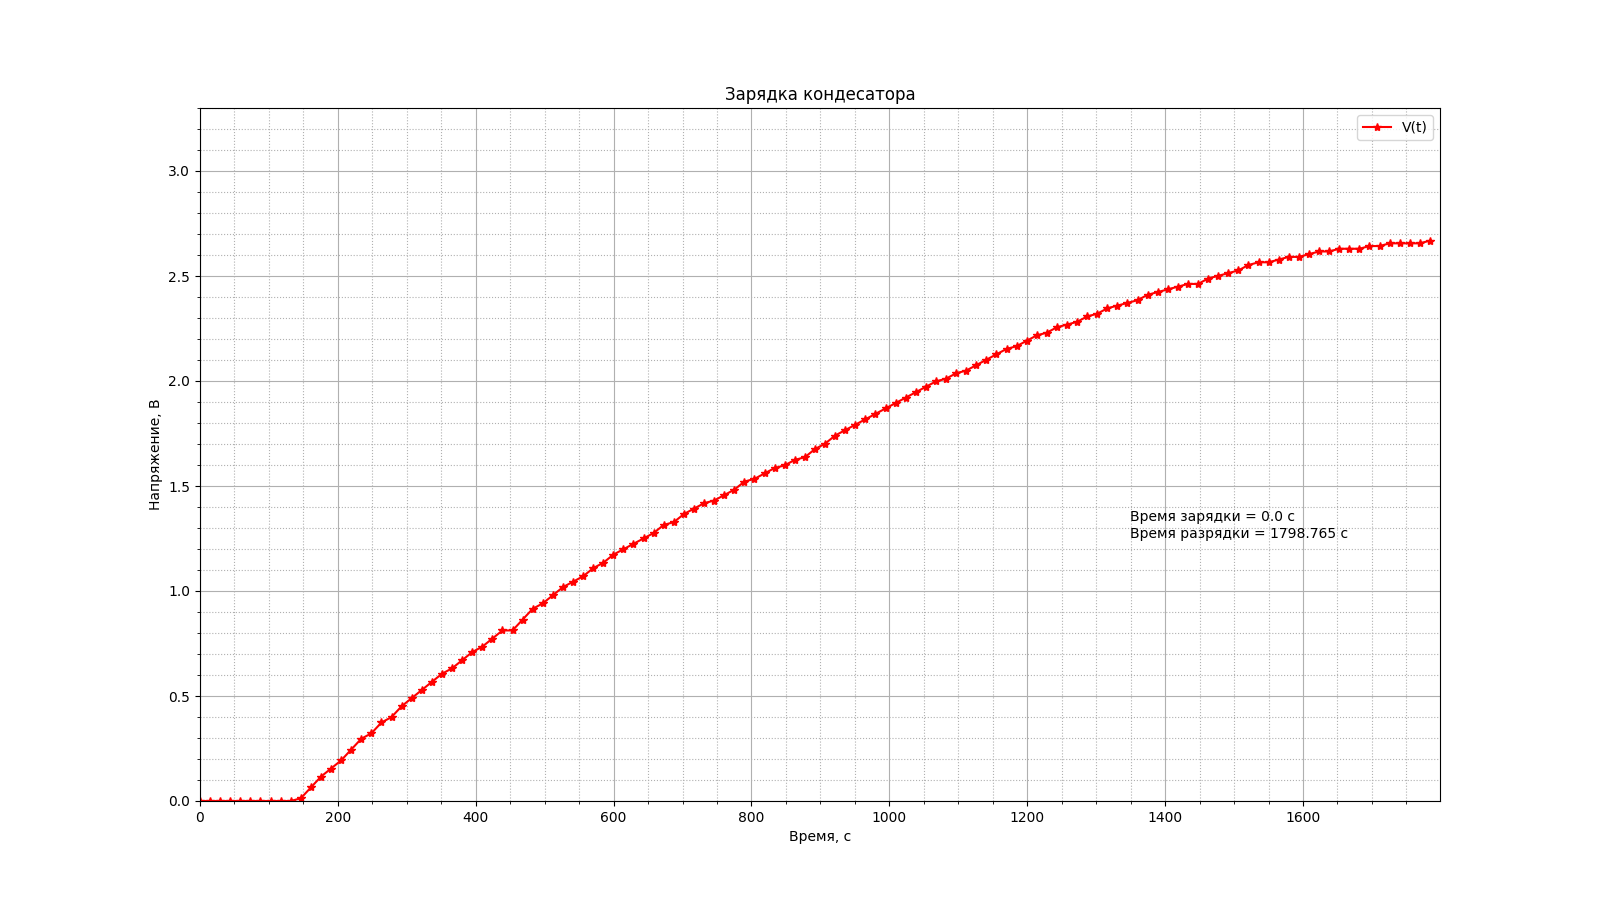 Зарядка кондесатора
V(t)
3.0
2.5
2.0
1.5
1.0
0.5
0.0
Напряжение, В
Время зарядки = 0.0 с
Время разрядки = 1798.765 с
0 200 400 600 800 1000 1200 1400 1600
Время, с